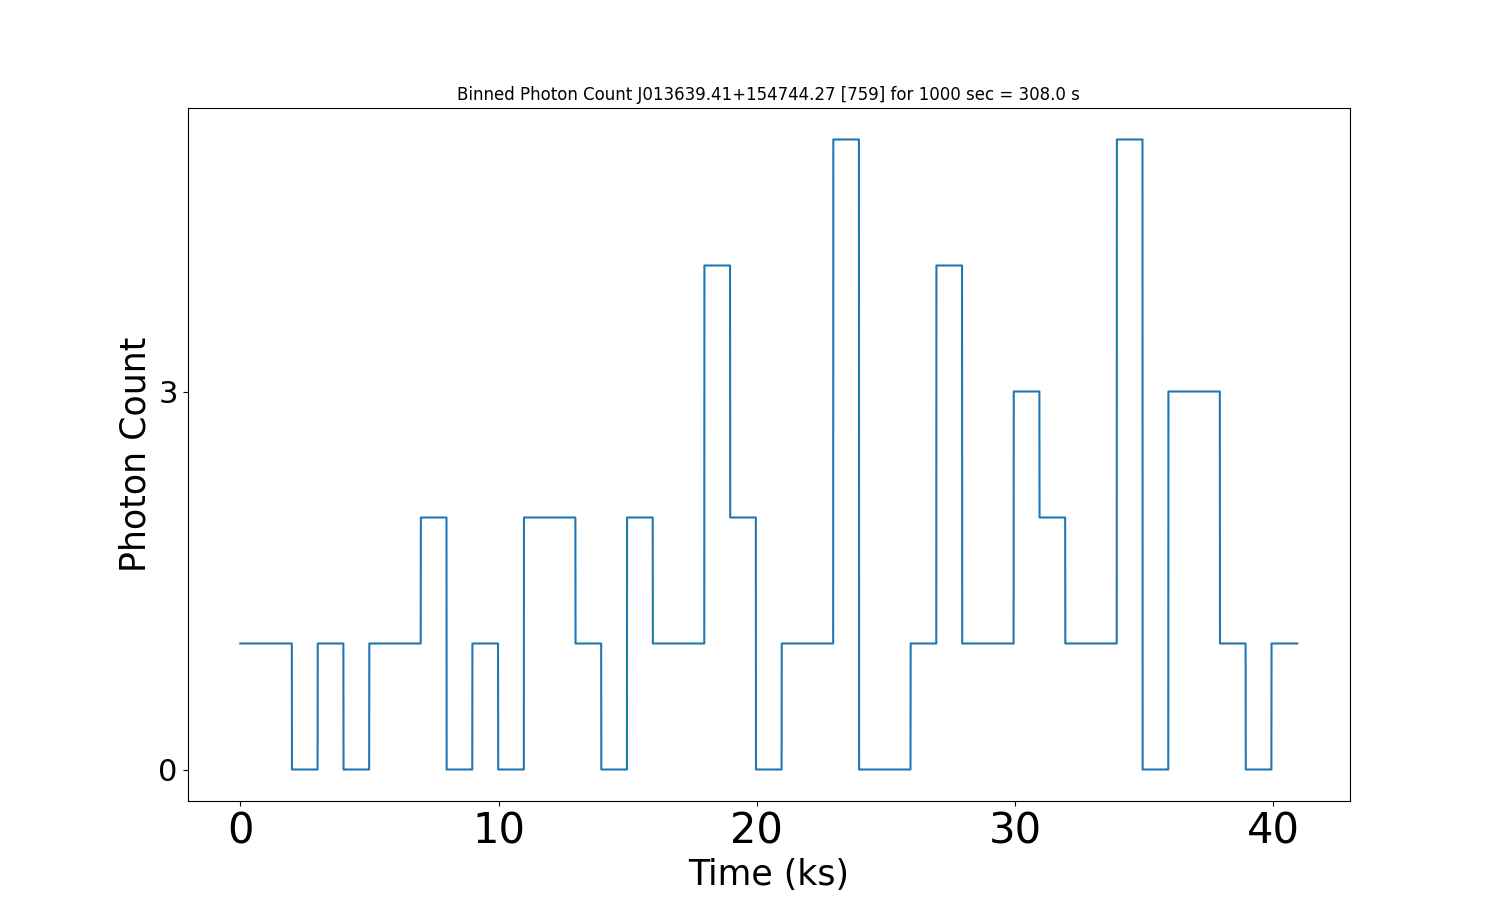 Binned Photon Count J013639.41+154744.27 [759] for 1000 sec = 308.0 s
Photon Count
3
0
0 10 20 30 40
Time (ks)